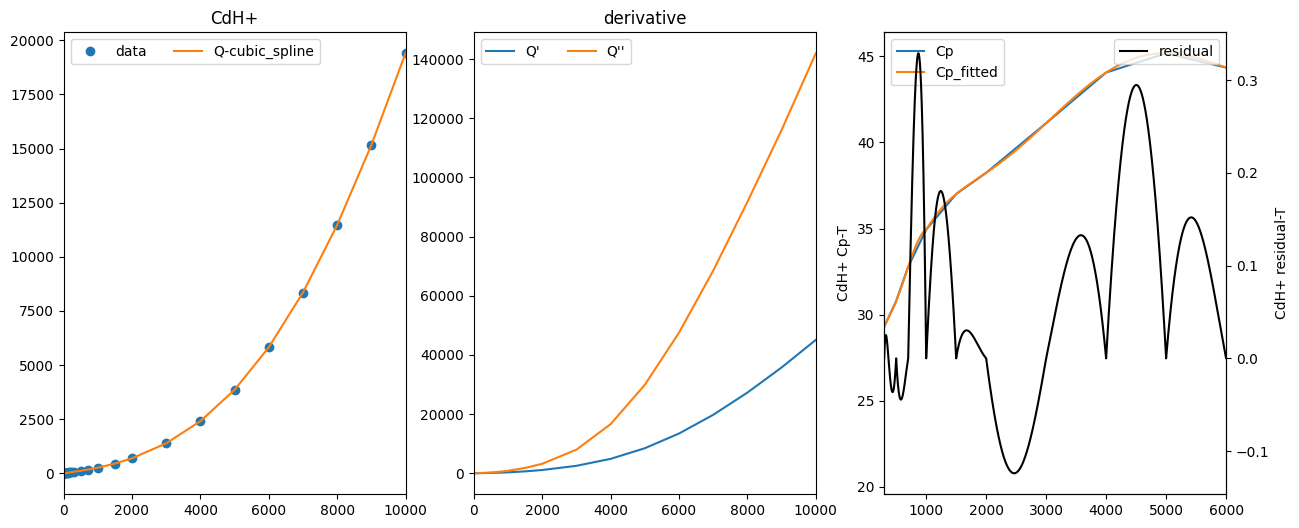 CdH+
data
Q-cubic_spline
20000
17500
15000
12500
10000
7500
5000
2500
0
0 2000 4000 6000 8000 10000
derivative
Q'
Q''
140000
120000
100000
80000
60000
40000
20000
0
0 2000 4000 6000 8000 10000
Cp
Cp_fitted
residual
CdH+ Cp-T
45
40
35
30
25
20
1000 2000 3000 4000 5000 6000
0.3
0.2
0.1
0.0
−0.1
CdH+ residual-T